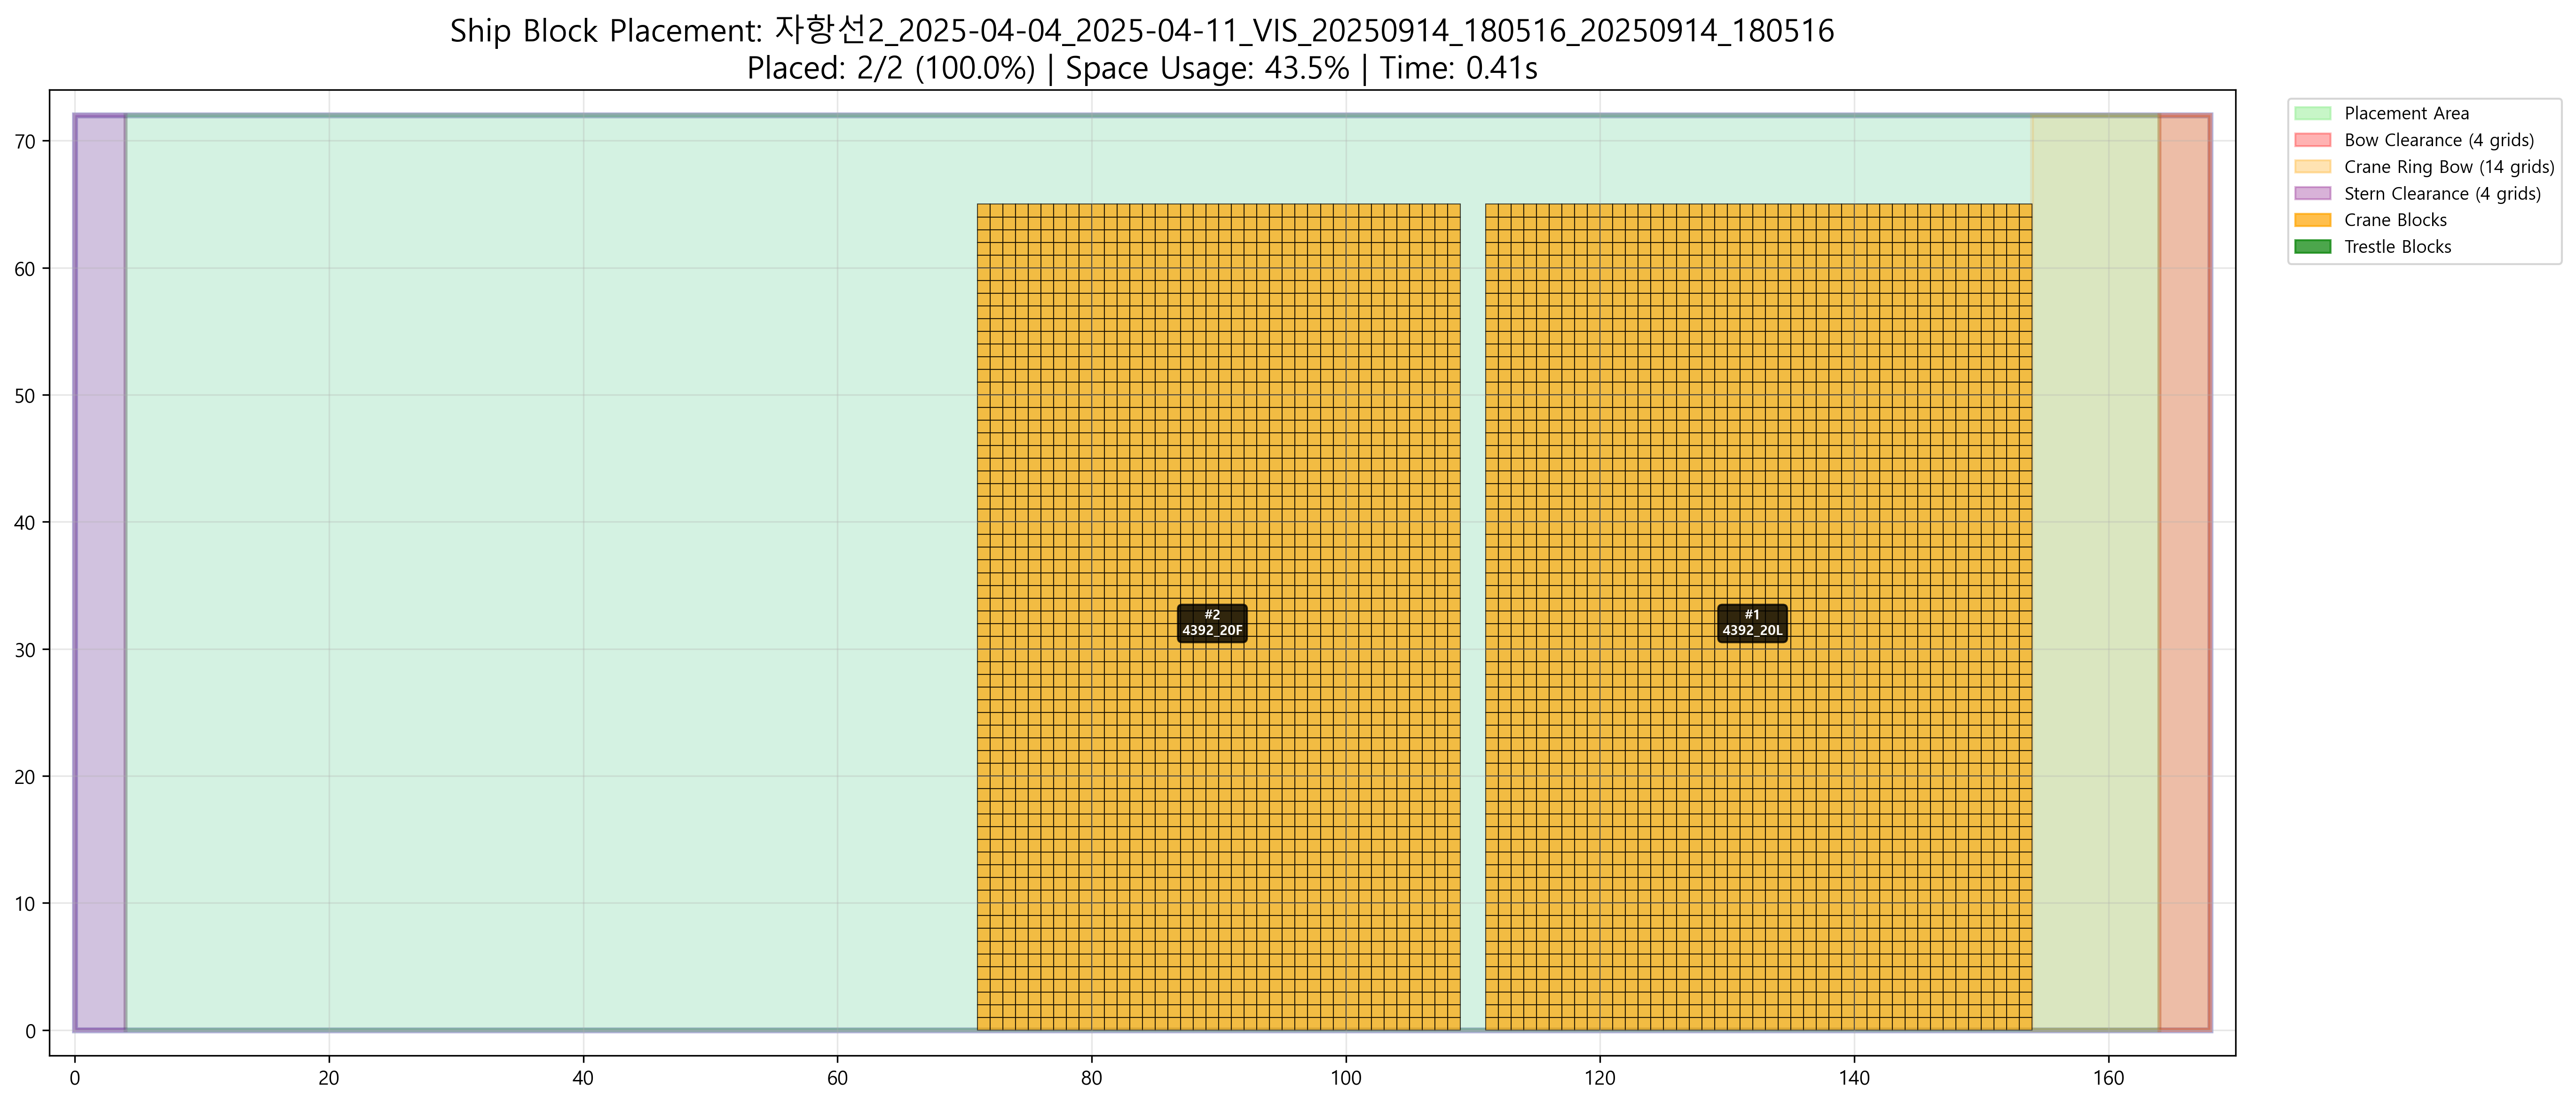 Ship Block Placement: 자항선2_2025-04-04_2025-04-11_VIS_20250914_180516_20250914_180516
Placed: 2/2 (100.0%) | Space Usage: 43.5% | Time: 0.41s
Placement Area
Bow Clearance (4 grids)
Crane Ring Bow (14 grids)
Stern Clearance (4 grids)
Crane Blocks
Trestle Blocks
70
60
50
40
30
20
10
0
#2
4392_20F
#1
4392_20L
0
20
40
60
80
100
120
140
160